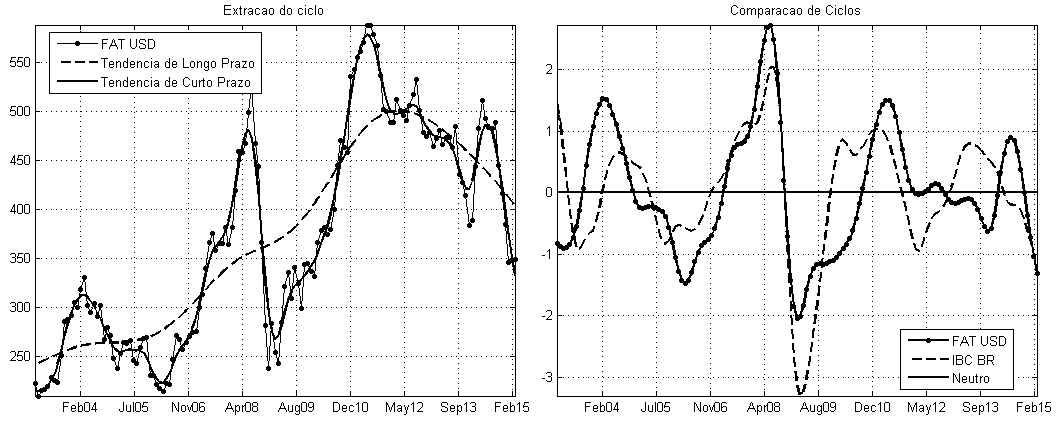 Extracao do ciclo
FAT USD
Tendencia de Longo Prazo
Tendencia de Curto Prazo
550
500
450
400
350
300
250
Feb04 Jul05 Nov06 Apr08 Aug09 Dec10 May12 Sep13 Feb15
Comparacao de Ciclos
2
1
0
-1
-2
-3
FAT USD
IBC BR
Neutro
Feb04 Jul05 Nov06 Apr08 Aug09 Dec10 May12 Sep13 Feb15